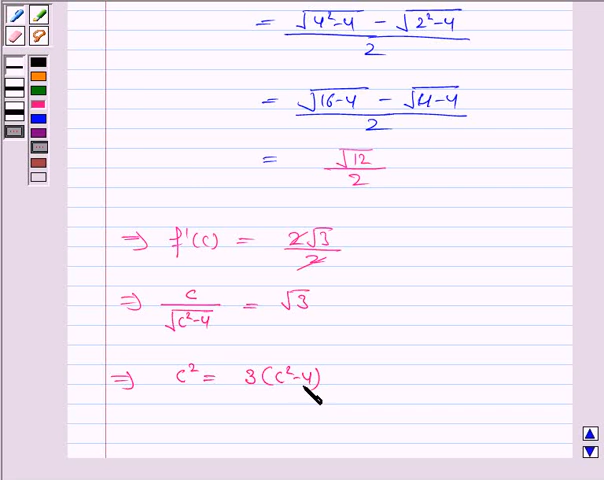 = √(4²-4) - √(2²-4) / 2
= √(16-4) - √(4-4) / 2
= √12 / 2
⇒ f'(c) = 2√3 / 2
⇒ c / √(c²-4) = √3
⇒ c² = 3(c²-4)